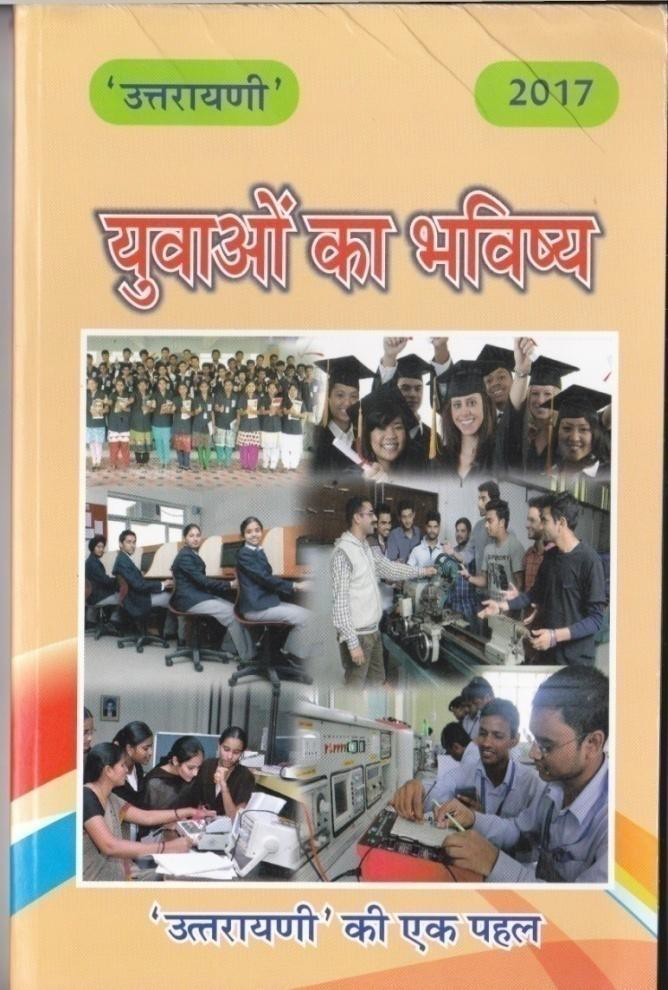 'उत्तरायणी'
2017
युवाओं का भविष्य
'उत्तरायणी' की एक पहल